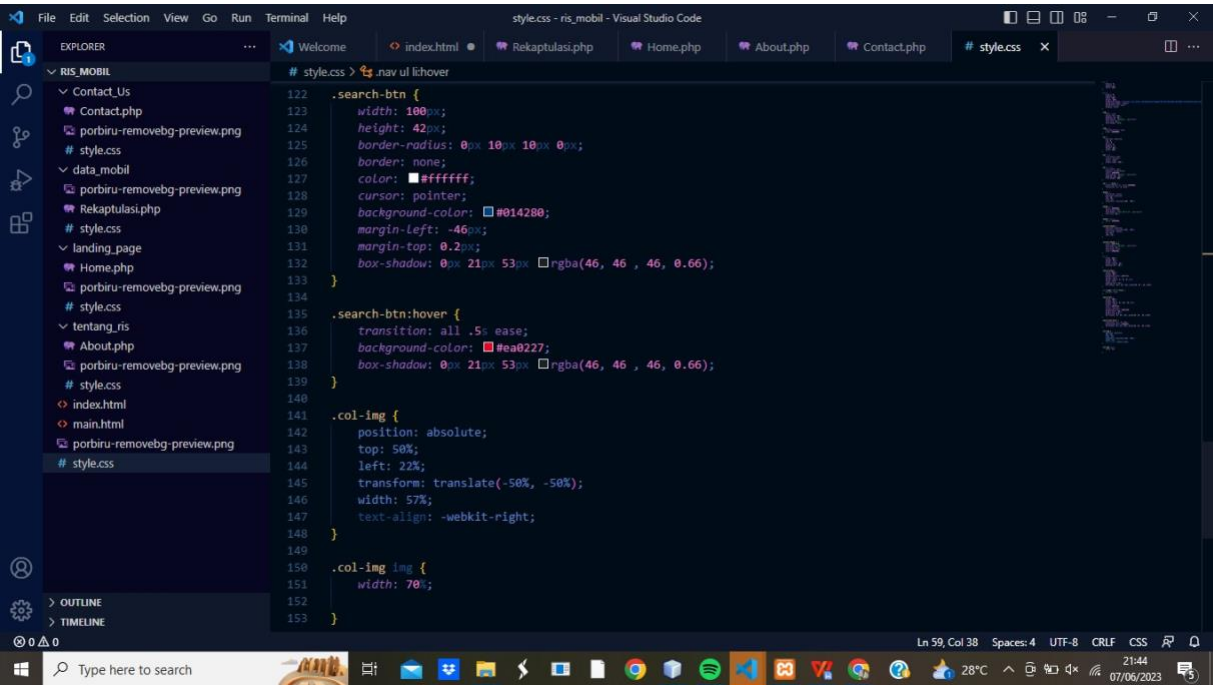 File Edit Selection View Go Run Terminal Help
style.css - ris_mobil - Visual Studio Code
EXPLORER
Welcome
index.html
Rekaptulasi.php
Home.php
About.php
Contact.php
# style.css
RIS_MOBIL
Contact_Us
Contact.php
porbiru-removebg-preview.png
# style.css
data_mobil
porbiru-removebg-preview.png
Rekaptulasi.php
# style.css
landing_page
Home.php
porbiru-removebg-preview.png
# style.css
tentang_ris
About.php
porbiru-removebg-preview.png
# style.css
index.html
main.html
porbiru-removebg-preview.png
# style.css
OUTLINE
TIMELINE
# style.css > .nav ul li:hover
122 .search-btn {
123 width: 100px;
124 height: 42px;
125 border-radius: 0px 10px 10px 0px;
126 border: none;
127 color: #ffffff;
128 cursor: pointer;
129 background-color: #014280;
130 margin-left: -46px;
131 margin-top: 0.2px;
132 box-shadow: 0px 21px 53px rgba(46, 46 , 46, 0.66);
133 }
134
135 .search-btn:hover {
136 transition: all .5s ease;
137 background-color: #ea0227;
138 box-shadow: 0px 21px 53px rgba(46, 46 , 46, 0.66);
139 }
140
141 .col-img {
142 position: absolute;
143 top: 50%;
144 left: 22%;
145 transform: translate(-50%, -50%);
146 width: 57%;
147 text-align: -webkit-right;
148 }
149
150 .col-img img {
151 width: 70%;
152
153 }
0 0
Ln 59, Col 38 Spaces: 4 UTF-8 CRLF CSS
Type here to search
28°C
21:44
07/06/2023